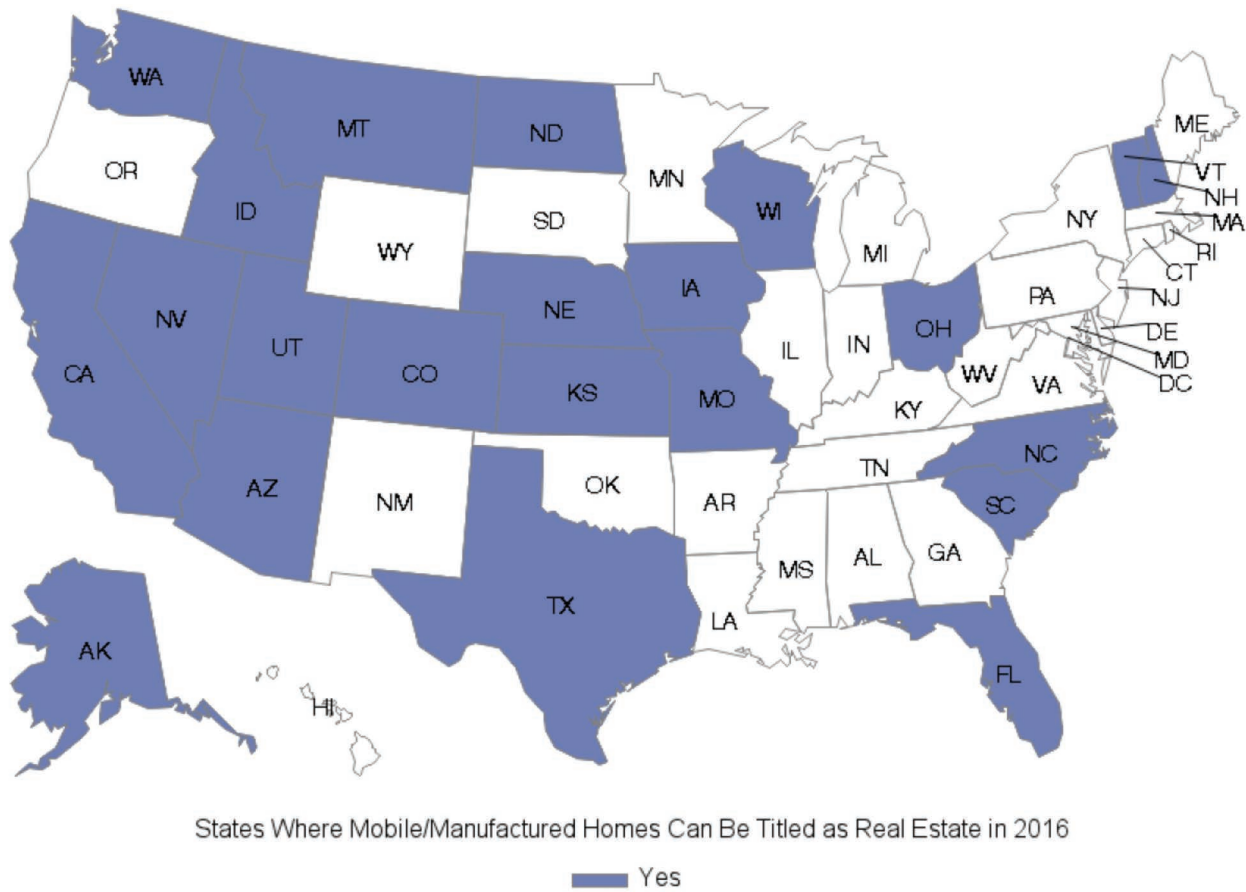 WA
MT
ND
ME
OR
MN
VT
ID
SD
WI
NH
WY
NY
MA
MI
RI
CT
IA
PA
NJ
NE
NV
OH
DE
UT
IL
IN
MD
CA
CO
WV
DC
KS
MO
VA
KY
NC
TN
AZ
OK
NM
AR
SC
MS
AL
GA
TX
LA
AK
FL
HI
States Where Mobile/Manufactured Homes Can Be Titled as Real Estate in 2016
Yes